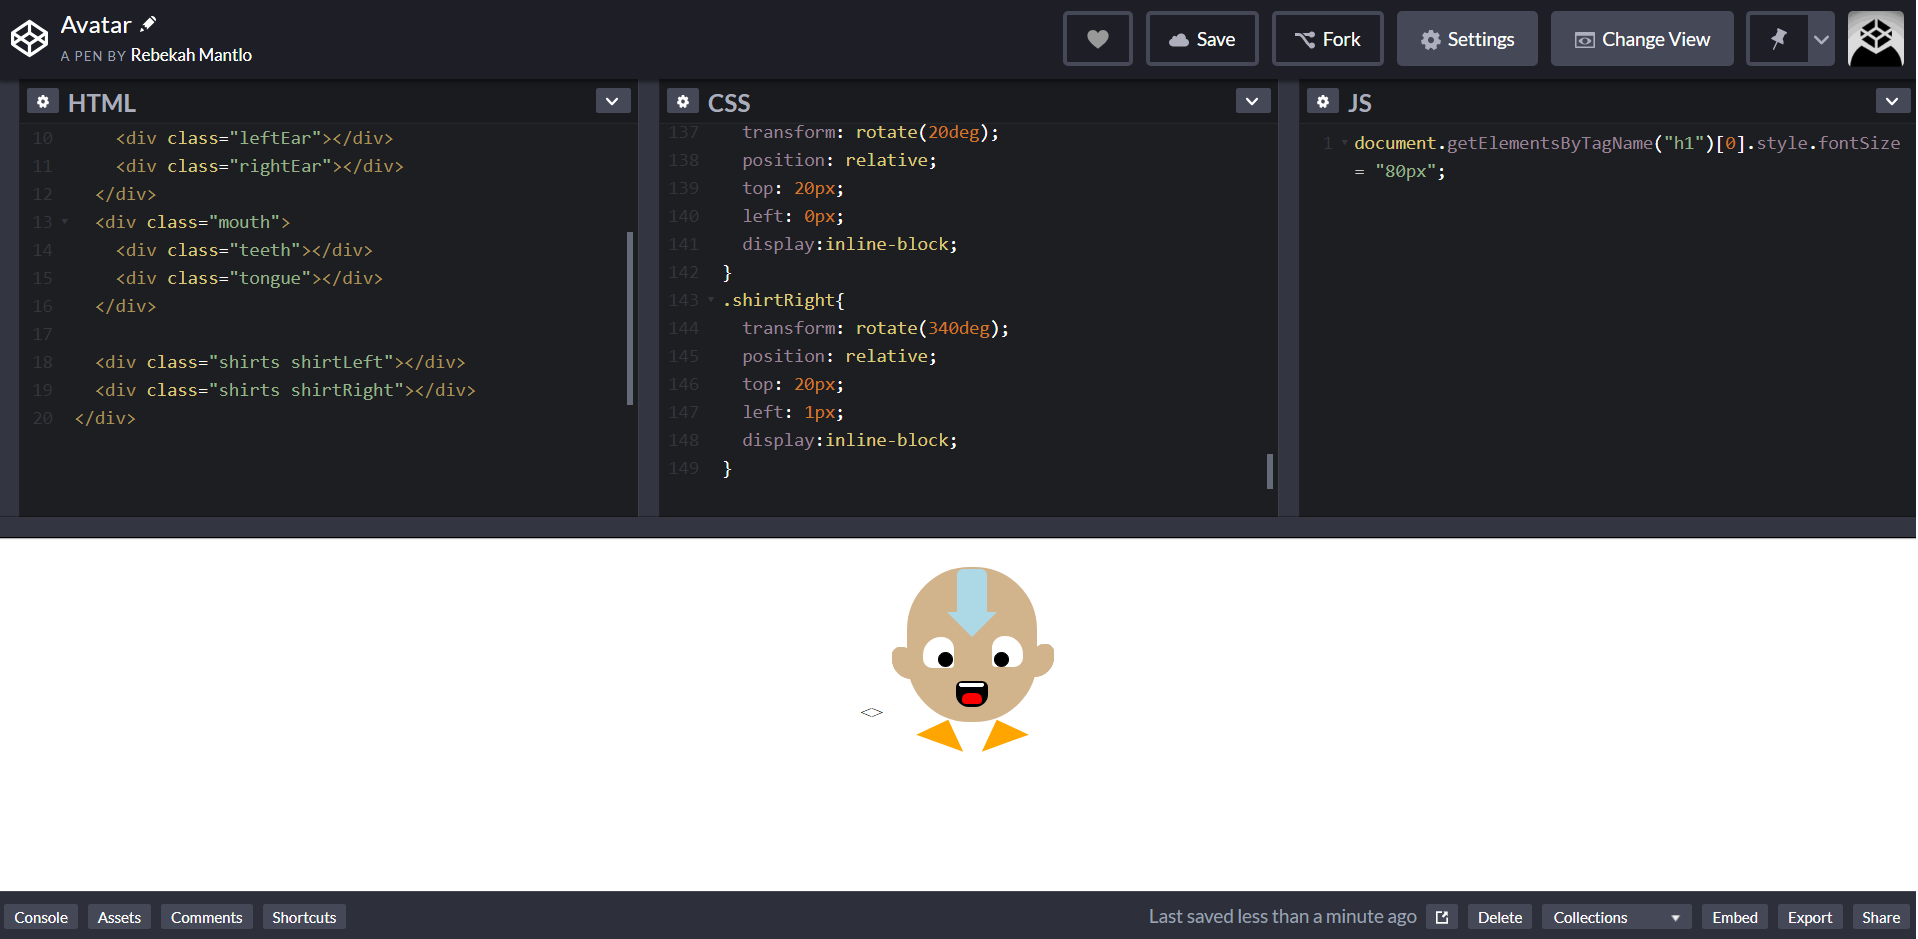 Avatar
A PEN BY Rebekah Mantlo
Save
Fork
Settings
Change View
HTML
10 <div class="leftEar"></div>
11 <div class="rightEar"></div>
12 </div>
13 <div class="mouth">
14 <div class="teeth"></div>
15 <div class="tongue"></div>
16 </div>
17
18 <div class="shirts shirtLeft"></div>
19 <div class="shirts shirtRight"></div>
20 </div>
CSS
137 transform: rotate(20deg);
138 position: relative;
139 top: 20px;
140 left: 0px;
141 display:inline-block;
142 }
143 .shirtRight{
144 transform: rotate(340deg);
145 position: relative;
146 top: 20px;
147 left: 1px;
148 display:inline-block;
149 }
JS
1 document.getElementsByTagName("h1")[0].style.fontSize
= "80px";
<>
Console
Assets
Comments
Shortcuts
Last saved less than a minute ago
Delete
Collections
Embed
Export
Share